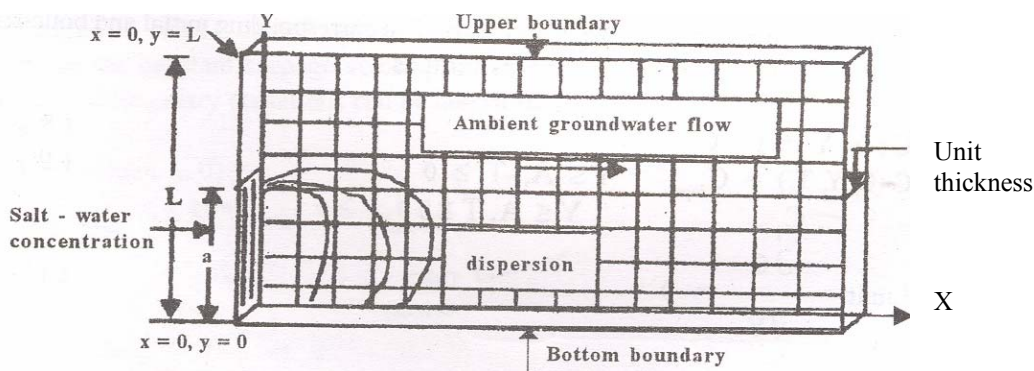 Y
Upper boundary
x = 0, y = L
Ambient groundwater flow
Unit
thickness
L
Salt - water
concentration
a
dispersion
X
x = 0, y = 0
Bottom boundary